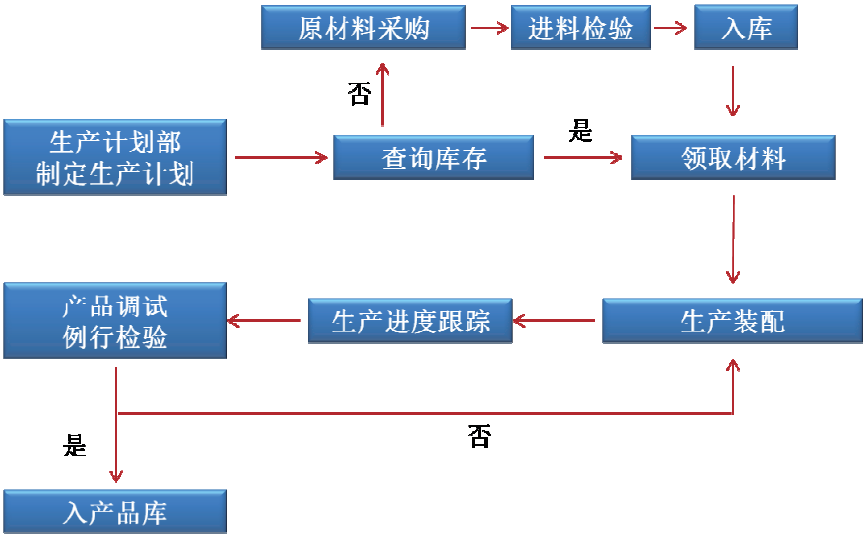 原材料采购
进料检验
入库
否
是
生产计划部
制定生产计划
查询库存
领取材料
产品调试
例行检验
生产进度跟踪
生产装配
是
否
入产品库